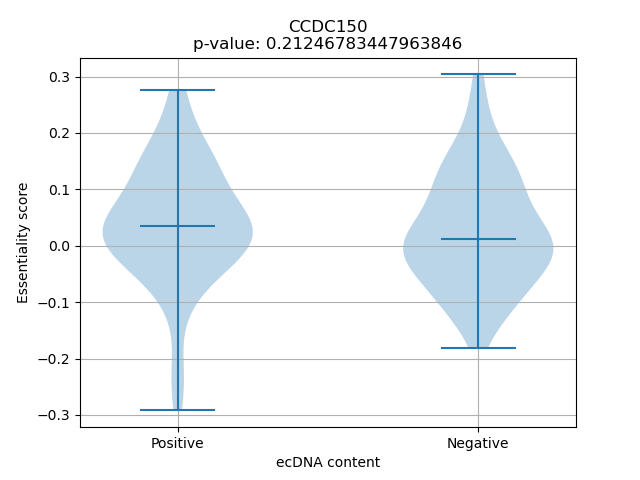 CCDC150
p-value: 0.21246783447963846
Essentiality score
0.3
0.2
0.1
0.0
−0.1
−0.2
−0.3
Positive
Negative
ecDNA content